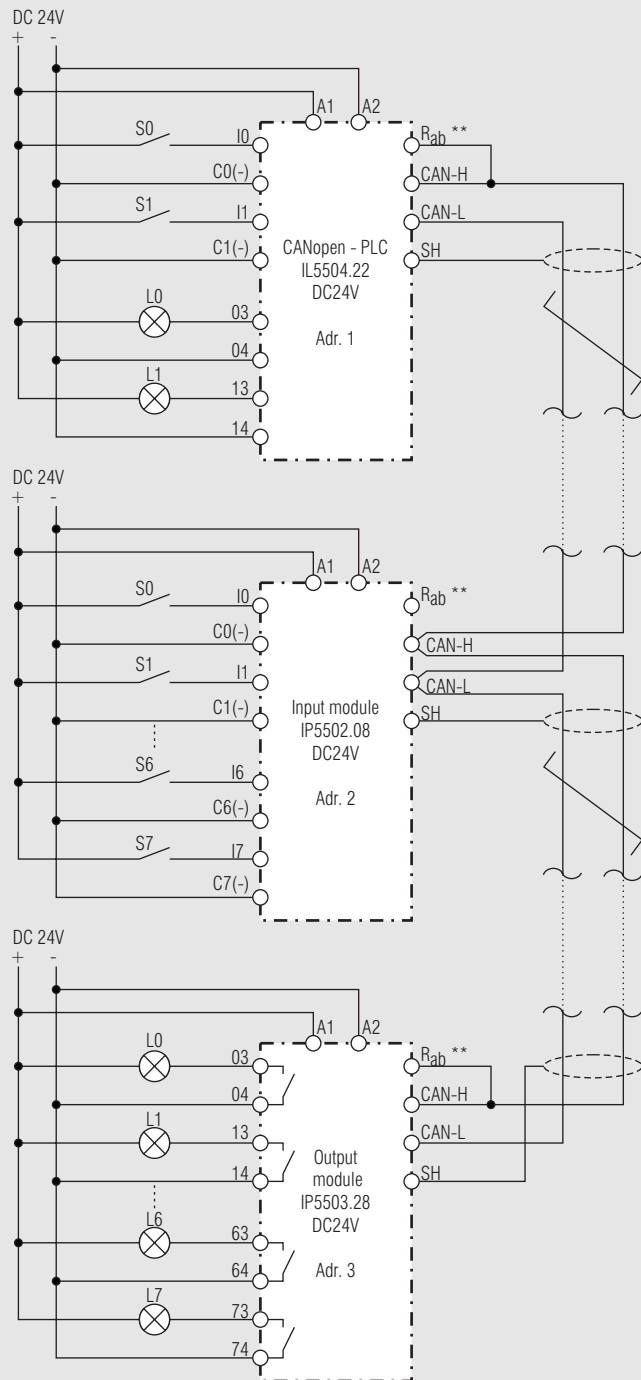 DC 24V
+ -
A1 A2
S0 I0 Rab **
C0(-) CAN-H
S1 I1 CAN-L
C1(-) SH
CANopen - PLC
IL5504.22
DC24V
Adr. 1
L0 03
04
L1 13
14
DC 24V
+ -
A1 A2
S0 I0 Rab **
C0(-) CAN-H
S1 I1 CAN-L
C1(-) SH
Input module
IP5502.08
DC24V
Adr. 2
S6 I6
C6(-)
S7 I7
C7(-)
DC 24V
+ -
A1 A2
L0 03 Rab **
04 CAN-H
L1 13 CAN-L
14 SH
Output
module
IP5503.28
DC24V
Adr. 3
L6 63
64
L7 73
74